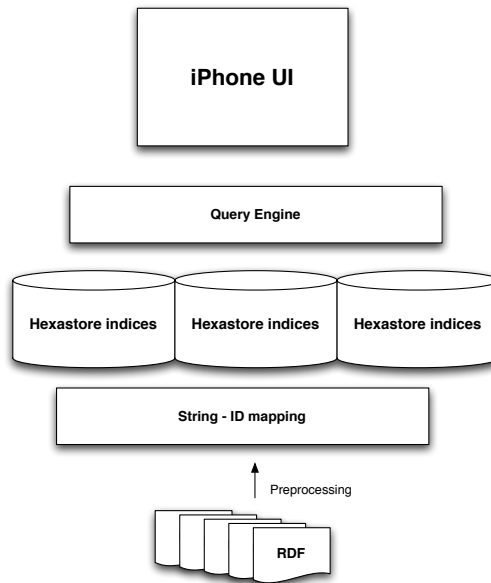 iPhone UI
Query Engine
Hexastore indices
Hexastore indices
Hexastore indices
String - ID mapping
Preprocessing
RDF